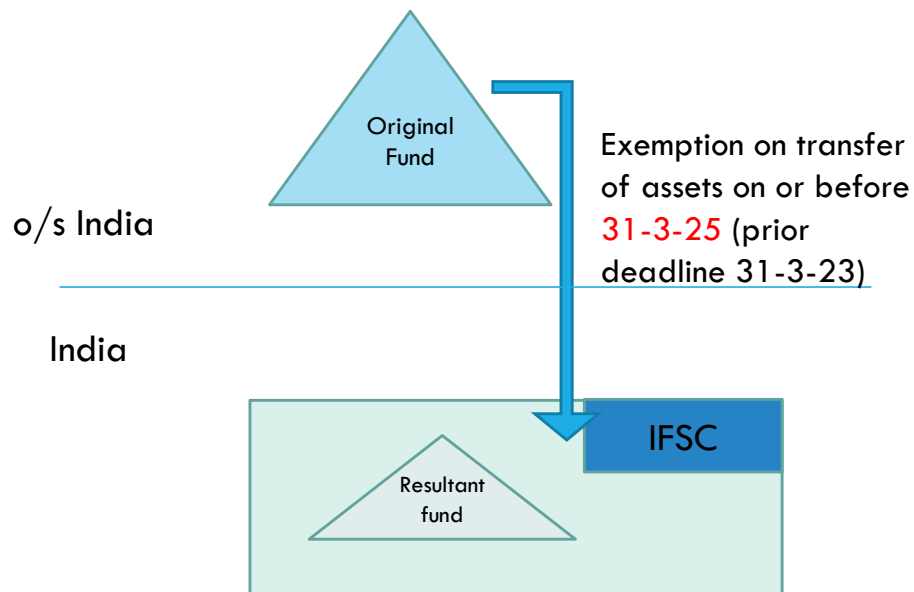 Original
Fund
Exemption on transfer
of assets on or before
31-3-25 (prior
deadline 31-3-23)
o/s India
India
IFSC
Resultant
fund